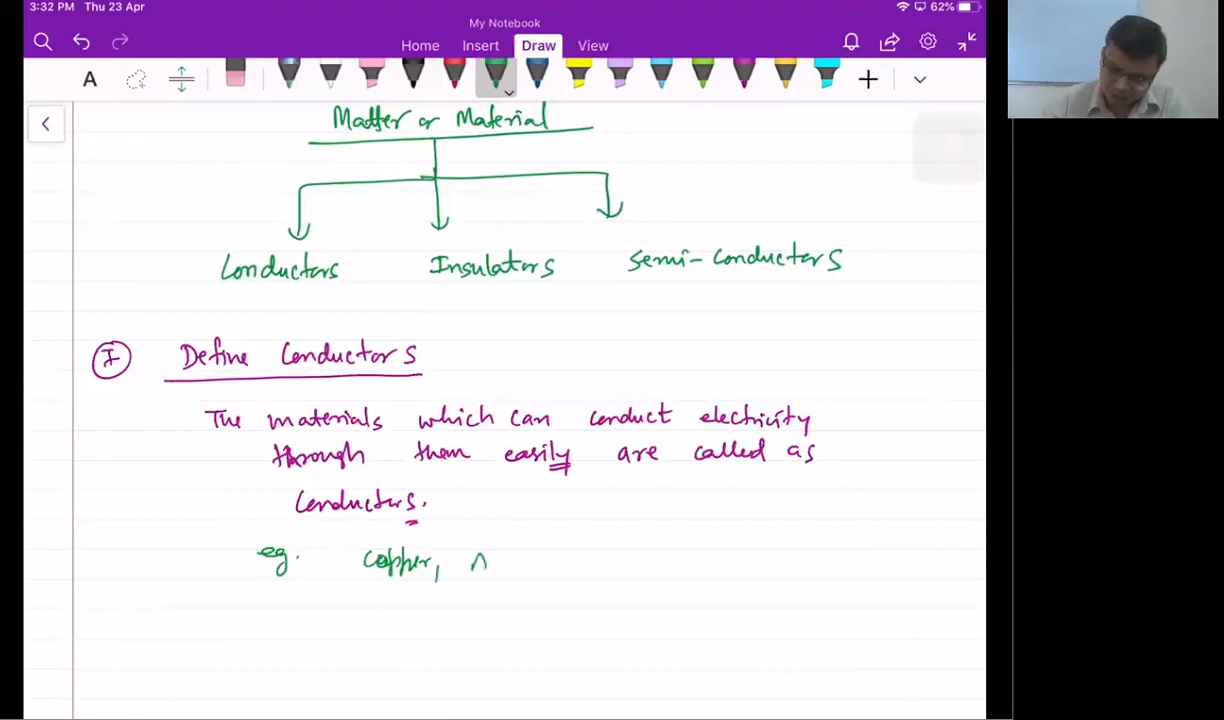 3:32 PM Thu 23 Apr
62%
My Notebook
Home Insert Draw View
A
Matter or Material
Conductors Insulators Semi-conductors
I Define Conductors
The materials which can conduct electricity
through them easily are called as
Conductors.
eg. Copper,